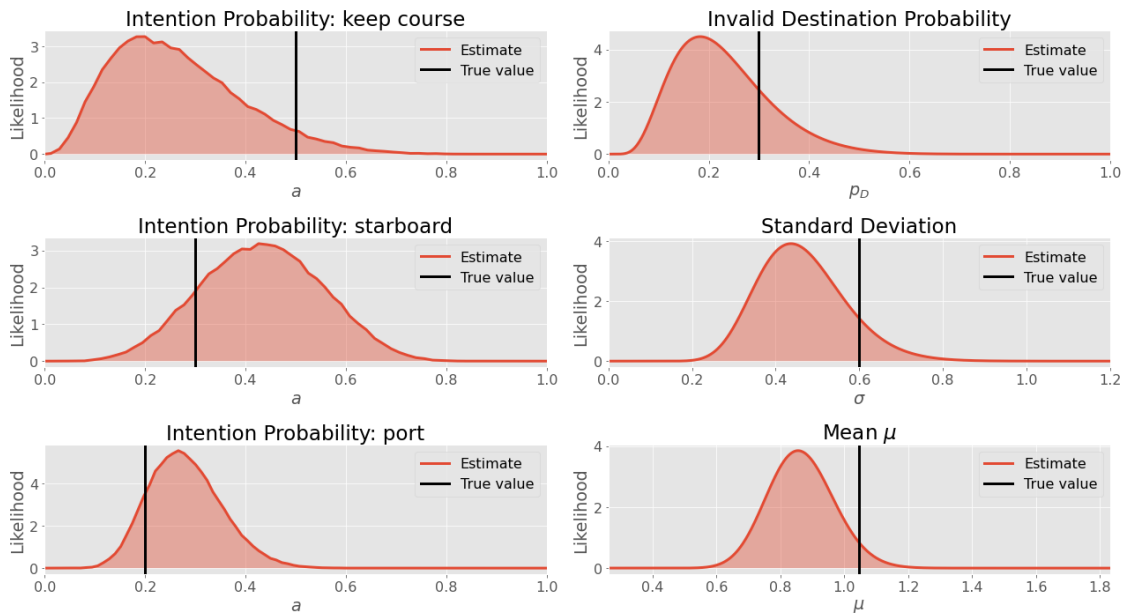 Intention Probability: keep course
Likelihood
3
2
1
0
Estimate
True value
0.0 0.2 0.4 0.6 0.8 1.0
a
Invalid Destination Probability
Likelihood
4
2
0
Estimate
True value
0.0 0.2 0.4 0.6 0.8 1.0
p_D
Intention Probability: starboard
Likelihood
3
2
1
0
Estimate
True value
0.0 0.2 0.4 0.6 0.8 1.0
a
Standard Deviation
Likelihood
4
2
0
Estimate
True value
0.0 0.2 0.4 0.6 0.8 1.0 1.2
σ
Intention Probability: port
Likelihood
4
2
0
Estimate
True value
0.0 0.2 0.4 0.6 0.8 1.0
a
Mean μ
Likelihood
4
2
0
Estimate
True value
0.4 0.6 0.8 1.0 1.2 1.4 1.6 1.8
μ